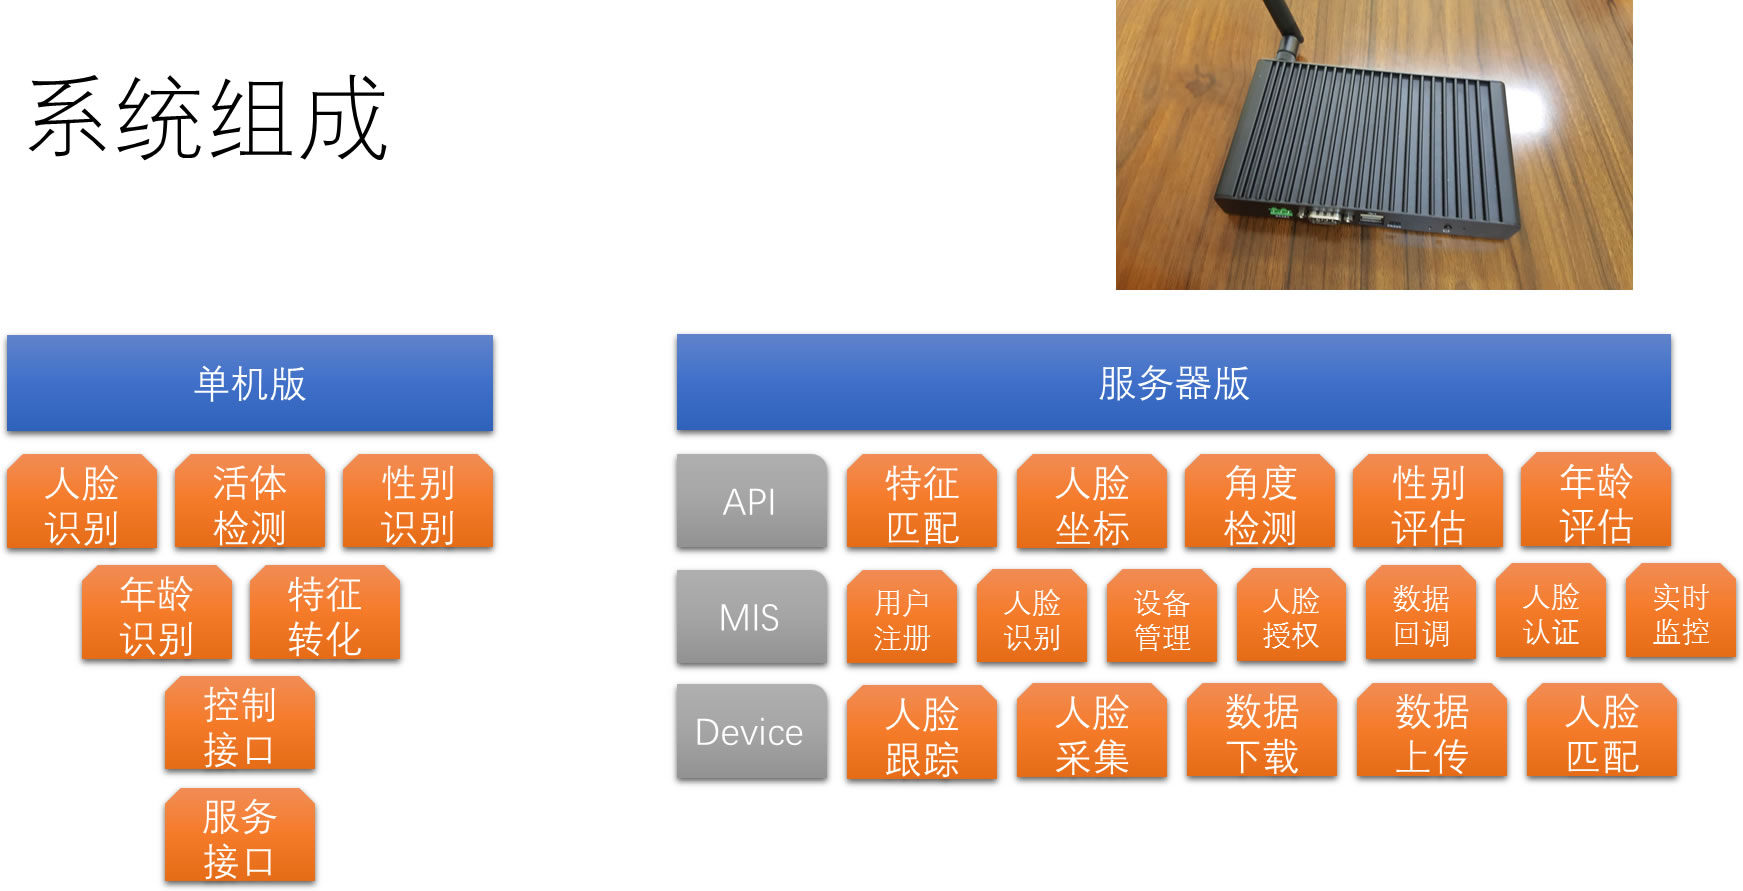 系统组成
单机版
人脸
识别
活体
检测
性别
识别
年龄
识别
特征
转化
控制
接口
服务
接口
服务器版
API
特征
匹配
人脸
坐标
角度
检测
性别
评估
年龄
评估
MIS
用户
注册
人脸
识别
设备
管理
人脸
授权
数据
回调
人脸
认证
实时
监控
Device
人脸
跟踪
人脸
采集
数据
下载
数据
上传
人脸
匹配